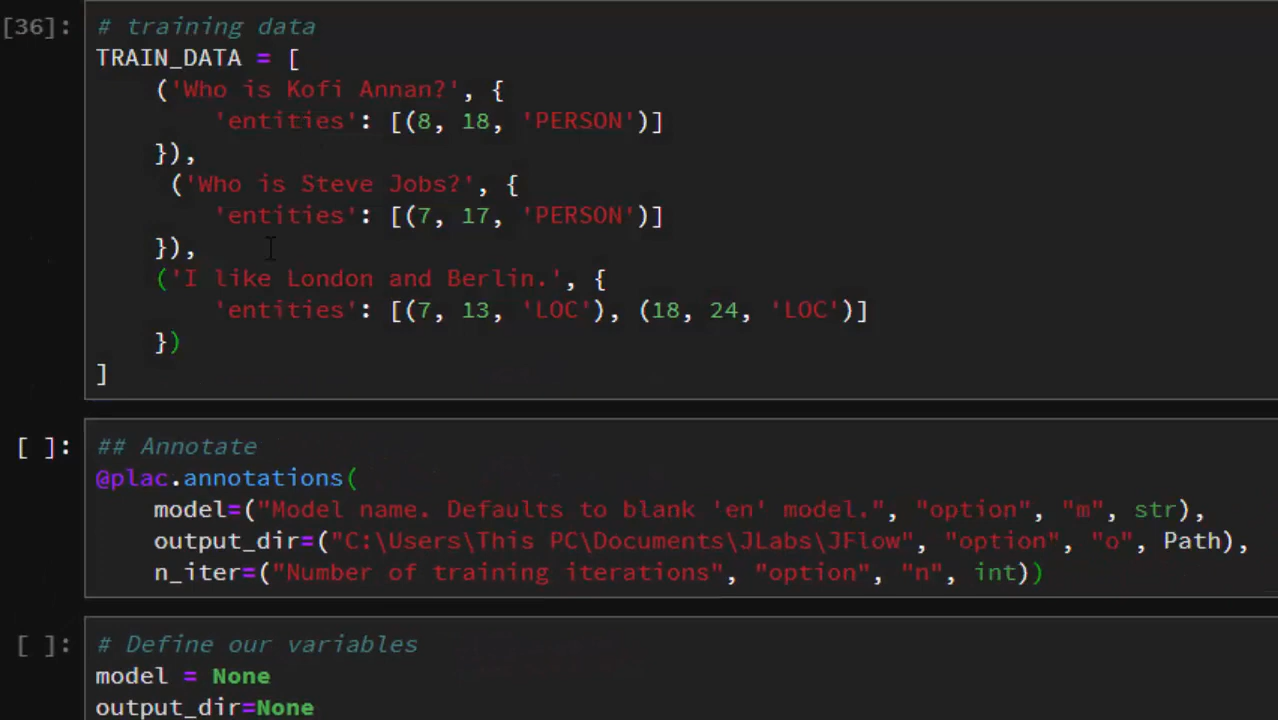 [36]: # training data
TRAIN_DATA = [
('Who is Kofi Annan?', {
'entities': [(8, 18, 'PERSON')]
}),
('Who is Steve Jobs?', {
'entities': [(7, 17, 'PERSON')]
}),
('I like London and Berlin.', {
'entities': [(7, 13, 'LOC'), (18, 24, 'LOC')]
})
]
[ ]: ## Annotate
@plac.annotations(
model=("Model name. Defaults to blank 'en' model.", "option", "m", str),
output_dir=("C:\Users\This PC\Documents\JLabs\JFlow", "option", "o", Path),
n_iter=("Number of training iterations", "option", "n", int))
[ ]: # Define our variables
model = None
output_dir=None